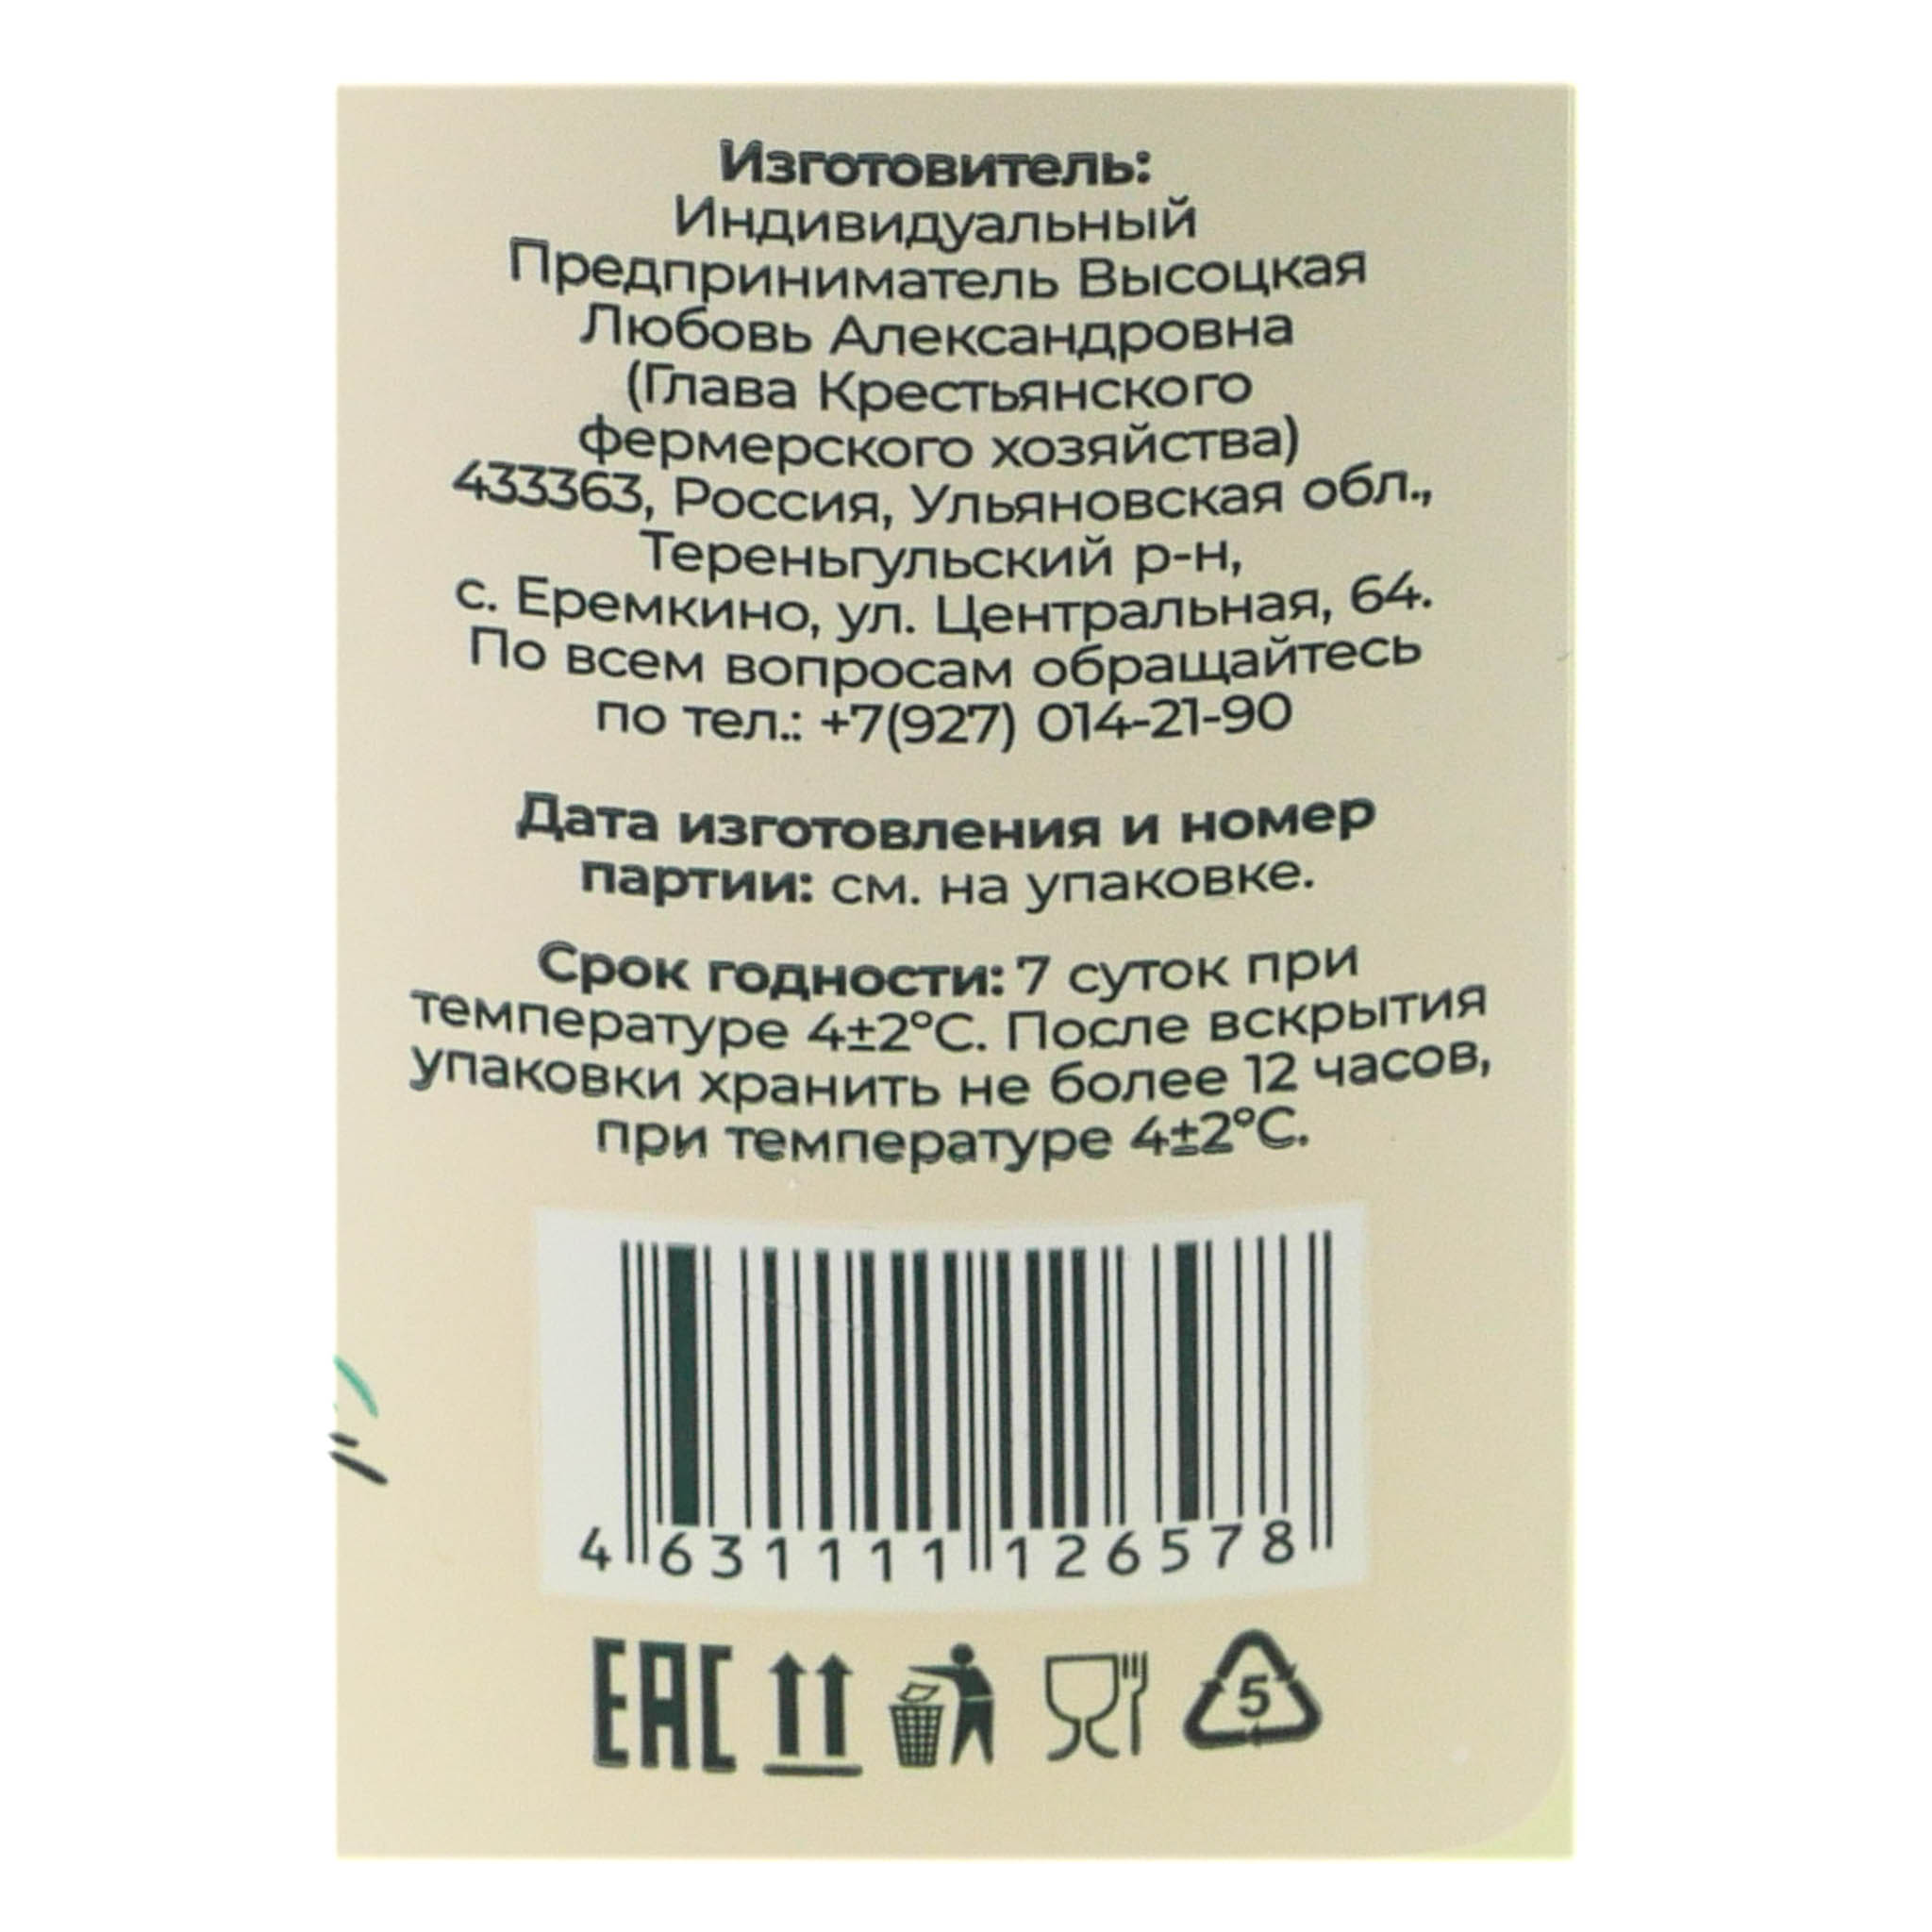 Изготовитель:
Индивидуальный
Предприниматель Высоцкая
Любовь Александровна
(Глава Крестьянского
фермерского хозяйства)
433363, Россия, Ульяновская обл.,
Тереньгульский р-н,
с. Еремкино, ул. Центральная, 64.
По всем вопросам обращайтесь
по тел.: +7(927) 014-21-90
Дата изготовления и номер
партии: см. на упаковке.
Срок годности: 7 суток при
температуре 4±2°С. После вскрытия
упаковки хранить не более 12 часов,
при температуре 4±2°С.
4 631111 126578
EAC 5